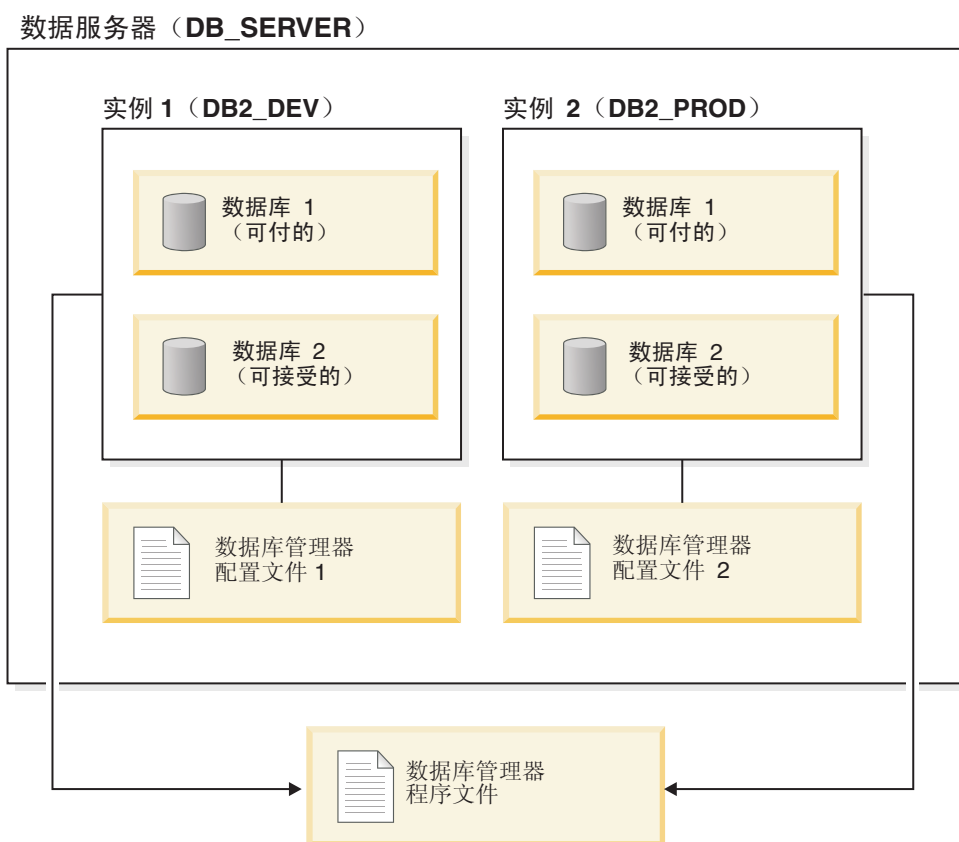 数据服务器（DB_SERVER）
实例 1（DB2_DEV）
数据库 1
（可付的）
数据库 2
（可接受的）
数据库管理器
配置文件 1
实例 2（DB2_PROD）
数据库 1
（可付的）
数据库 2
（可接受的）
数据库管理器
配置文件 2
数据库管理器
程序文件